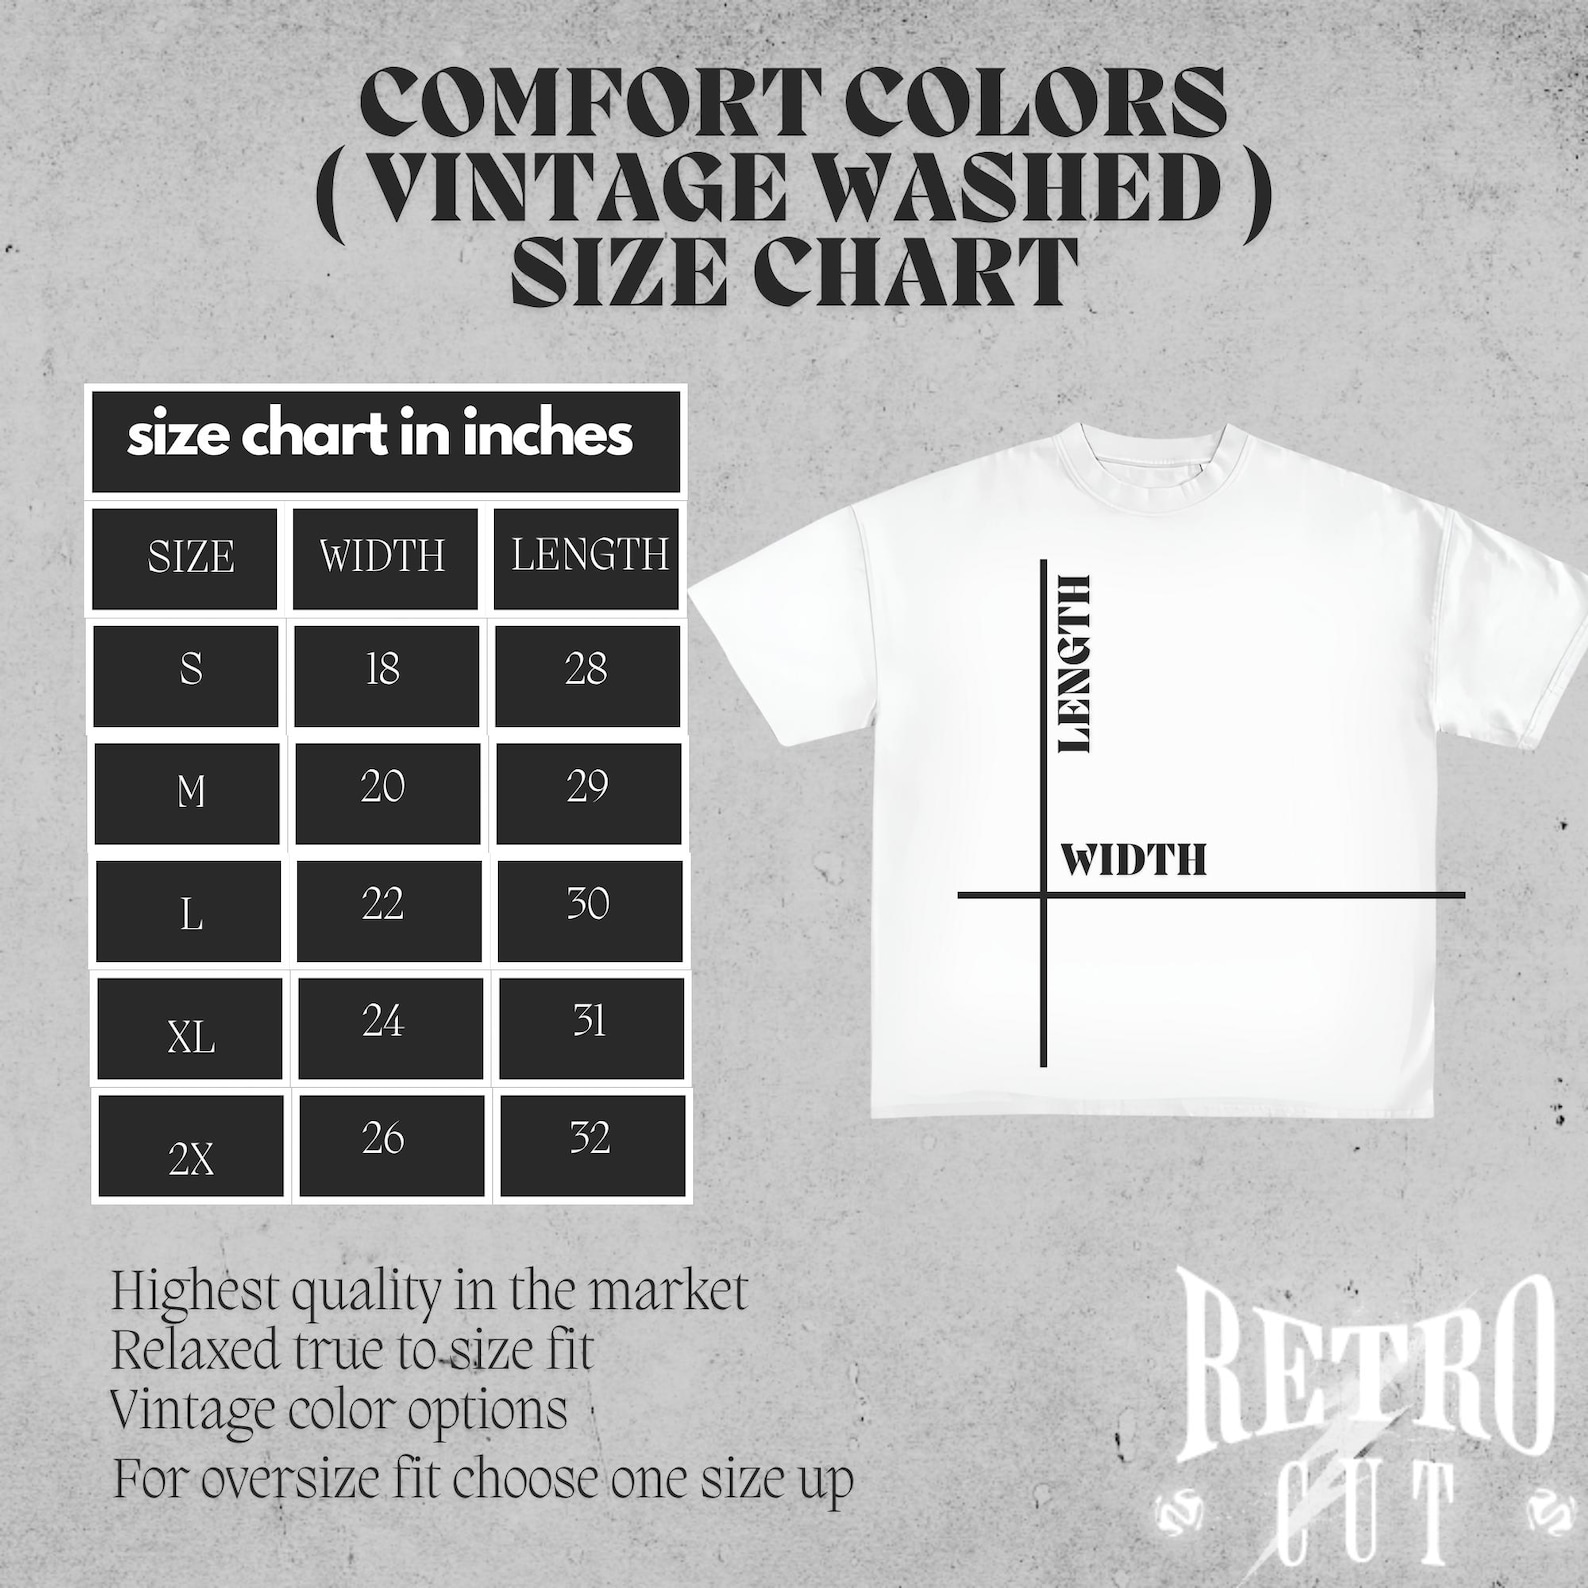 COMFORT COLORS
( VINTAGE WASHED )
SIZE CHART
size chart in inches
SIZE WIDTH LENGTH
S 18 28
M 20 29
L 22 30
XL 24 31
2X 26 32
LENGTH
WIDTH
Highest quality in the market
Relaxed true to size fit
Vintage color options
For oversize fit choose one size up
RETRO
CUT